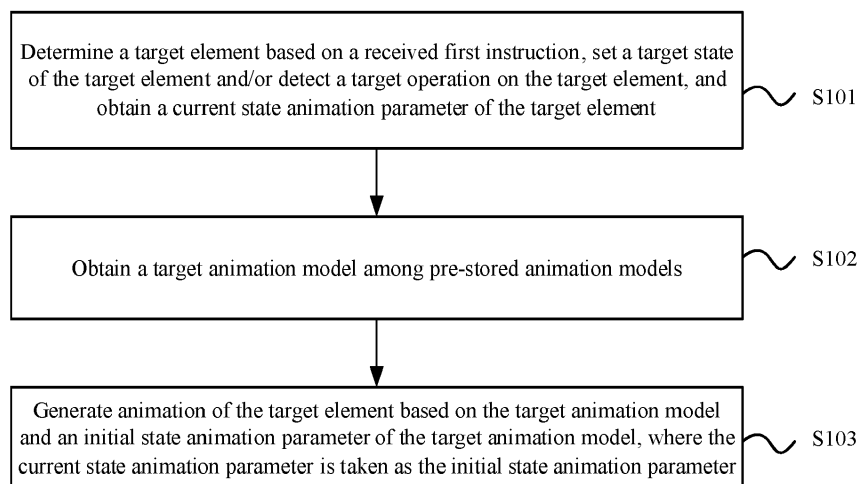 Determine a target element based on a received first instruction, set a target state
of the target element and/or detect a target operation on the target element, and
obtain a current state animation parameter of the target element
S101
Obtain a target animation model among pre-stored animation models
S102
Generate animation of the target element based on the target animation model
and an initial state animation parameter of the target animation model, where the
current state animation parameter is taken as the initial state animation parameter
S103